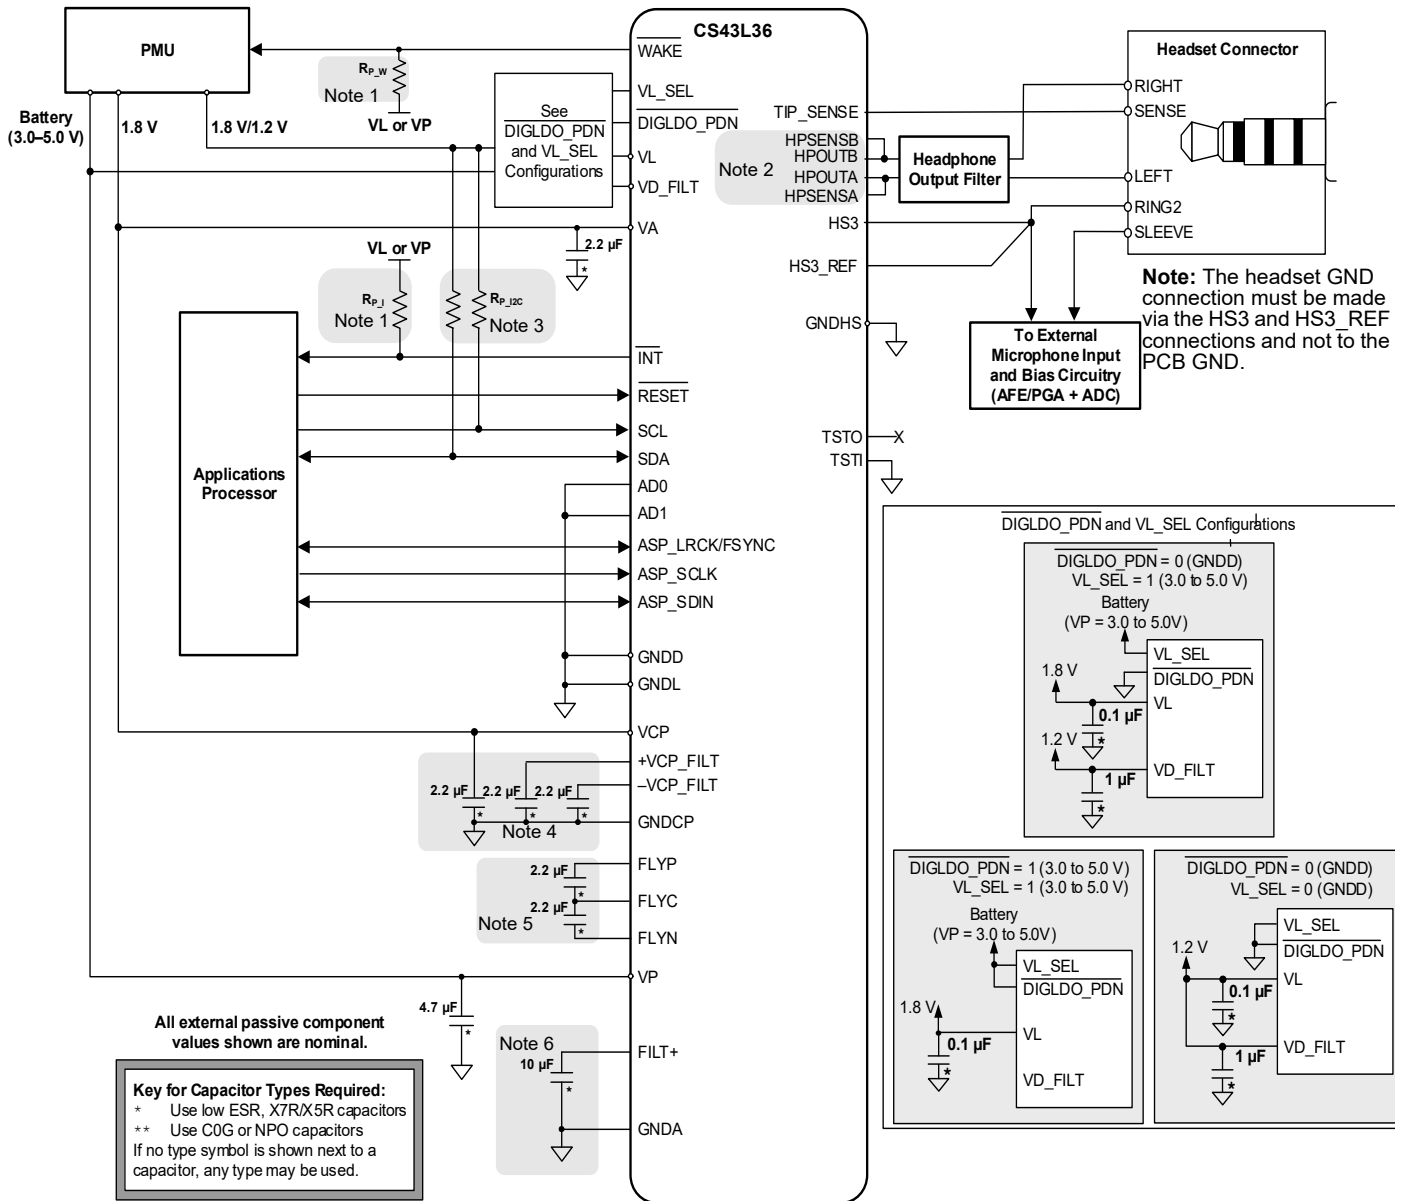 CS43L36
PMU
Battery
(3.0–5.0 V)
1.8 V
1.8 V/1.2 V
RP_W
Note 1
VL or VP
See
DIGLDO_PDN
and VL_SEL
Configurations
WAKE
VL_SEL
DIGLDO_PDN
VL
VD_FILT
VA
2.2 µF
*
VL or VP
RP_I
Note 1
RP_I2C
Note 3
Applications
Processor
INT
RESET
SCL
SDA
AD0
AD1
ASP_LRCK/FSYNC
ASP_SCLK
ASP_SDIN
GNDD
GNDL
VCP
+VCP_FILT
–VCP_FILT
GNDCP
2.2 µF
2.2 µF
2.2 µF
*
*
*
Note 4
FLYP
FLYC
FLYN
2.2 µF
*
2.2 µF
*
Note 5
VP
4.7 µF
*
FILT+
GNDA
Note 6
10 µF
*
TIP_SENSE
HPSENSB
HPOUTB
HPOUTA
HPSENSA
Note 2
HS3
HS3_REF
GNDHS
TSTO
X
TSTI
Headphone
Output Filter
Headset Connector
RIGHT
SENSE
LEFT
RING2
SLEEVE
To External
Microphone Input
and Bias Circuitry
(AFE/PGA + ADC)
Note: The headset GND
connection must be made
via the HS3 and HS3_REF
connections and not to the
PCB GND.
DIGLDO_PDN and VL_SEL Configurations
DIGLDO_PDN = 0 (GNDD)
VL_SEL = 1 (3.0 to 5.0 V)
Battery
(VP = 3.0 to 5.0V)
VL_SEL
DIGLDO_PDN
1.8 V
VL
0.1 µF
*
1.2 V
VD_FILT
1 µF
*
DIGLDO_PDN = 1 (3.0 to 5.0 V)
VL_SEL = 1 (3.0 to 5.0 V)
Battery
(VP = 3.0 to 5.0V)
VL_SEL
DIGLDO_PDN
1.8 V
0.1 µF
*
VL
VD_FILT
DIGLDO_PDN = 0 (GNDD)
VL_SEL = 0 (GNDD)
VL_SEL
DIGLDO_PDN
1.2 V
VL
0.1 µF
*
VD_FILT
1 µF
*
All external passive component
values shown are nominal.
Key for Capacitor Types Required:
* Use low ESR, X7R/X5R capacitors
** Use C0G or NPO capacitors
If no type symbol is shown next to a
capacitor, any type may be used.